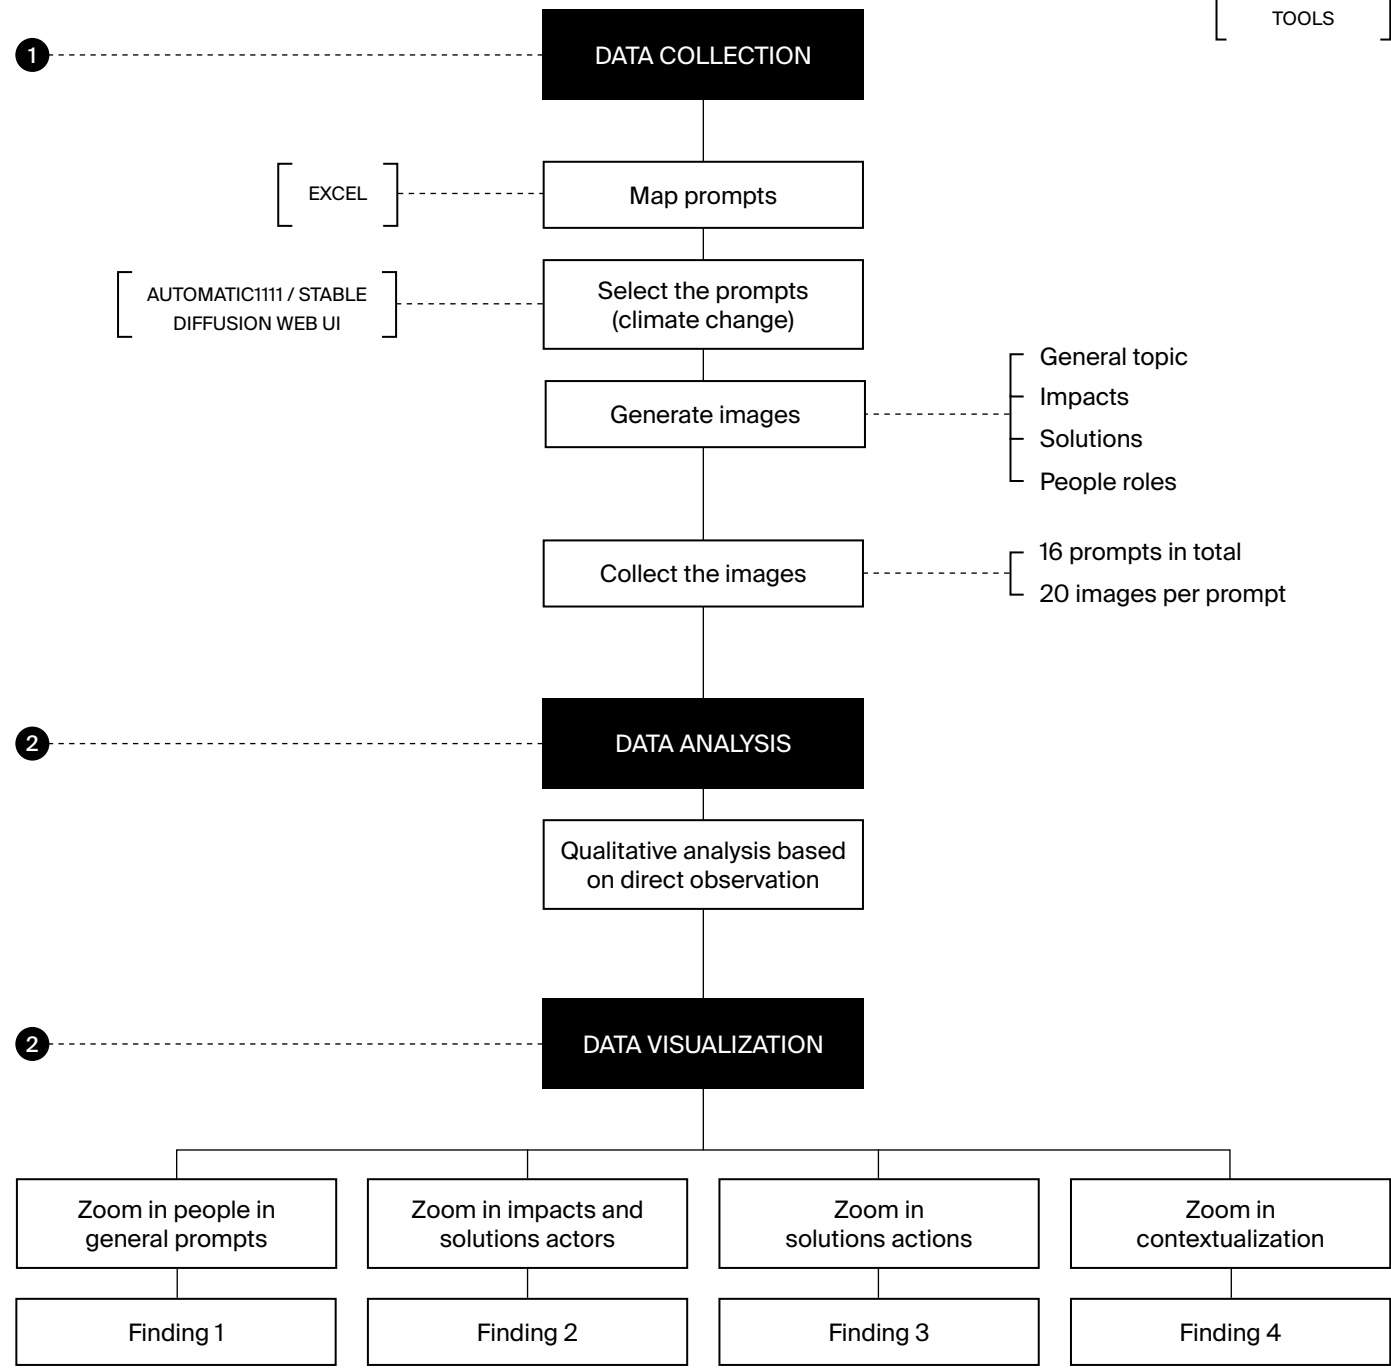 TOOLS
1
DATA COLLECTION
EXCEL
Map prompts
AUTOMATIC1111 / STABLE
DIFFUSION WEB UI
Select the prompts
(climate change)
Generate images
General topic
Impacts
Solutions
People roles
Collect the images
16 prompts in total
20 images per prompt
2
DATA ANALYSIS
Qualitative analysis based
on direct observation
2
DATA VISUALIZATION
Zoom in people in
general prompts
Zoom in impacts and
solutions actors
Zoom in
solutions actions
Zoom in
contextualization
Finding 1
Finding 2
Finding 3
Finding 4